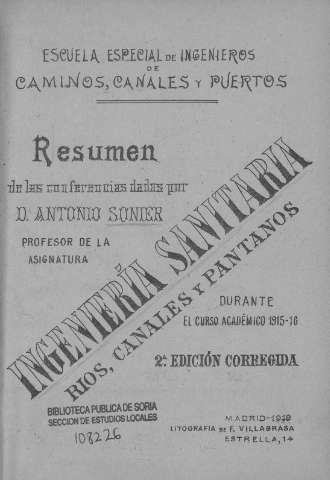 ESCUELA ESPECIAL DE INGENIEROS
DE
CAMINOS, CANALES Y PUERTOS
Resumen
de las conferencias dadas por
D. ANTONIO SONIER
PROFESOR DE LA
ASIGNATURA
INGENIERÍA SANITARIA
RIOS, CANALES Y PANTANOS
DURANTE
EL CURSO ACADÉMICO 1915-16
2ª EDICIÓN CORREGIDA
BIBLIOTECA PUBLICA DE SORIA
SECCION DE ESTUDIOS LOCALES
108226
MADRID-1919
LITOGRAFIA DE F. VILLABRASA
ESTRELLA, 14